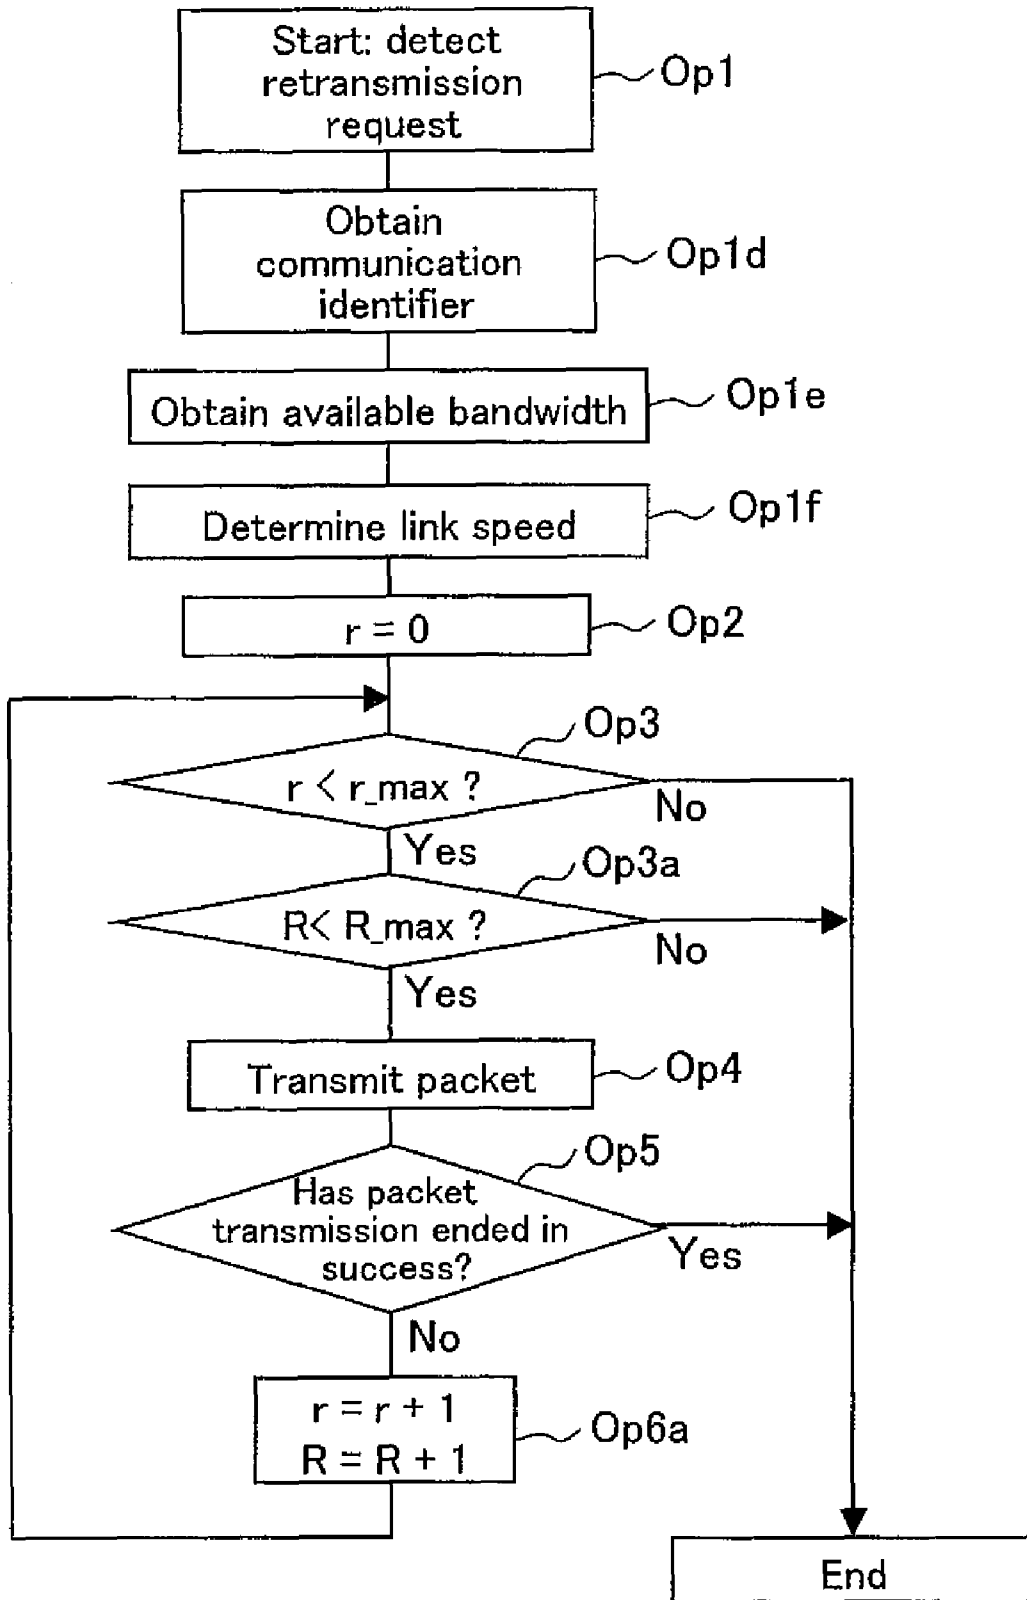 Start: detect
retransmission
request
Op1
Obtain
communication
identifier
Op1d
Obtain available bandwidth
Op1e
Determine link speed
Op1f
r = 0
Op2
Op3
r < r_max ?
No
Yes
Op3a
R< R_max ?
No
Yes
Transmit packet
Op4
Op5
Has packet
transmission ended in
success?
Yes
No
r = r + 1
R = R + 1
Op6a
End